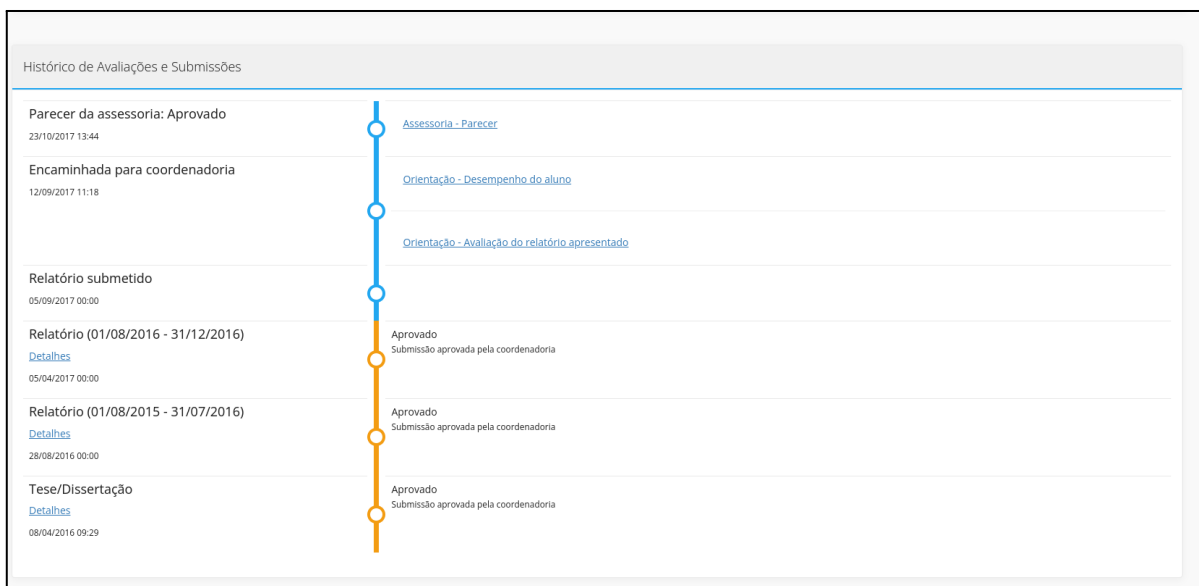 Histórico de Avaliações e Submissões
Parecer da assessoria: Aprovado
23/10/2017 13:44
Assessoria - Parecer
Encaminhada para coordenadoria
12/09/2017 11:18
Orientação - Desempenho do aluno
Orientação - Avaliação do relatório apresentado
Relatório submetido
05/09/2017 00:00
Relatório (01/08/2016 - 31/12/2016)
Detalhes
05/04/2017 00:00
Aprovado
Submissão aprovada pela coordenadoria
Relatório (01/08/2015 - 31/07/2016)
Detalhes
28/08/2016 00:00
Aprovado
Submissão aprovada pela coordenadoria
Tese/Dissertação
Detalhes
08/04/2016 09:29
Aprovado
Submissão aprovada pela coordenadoria